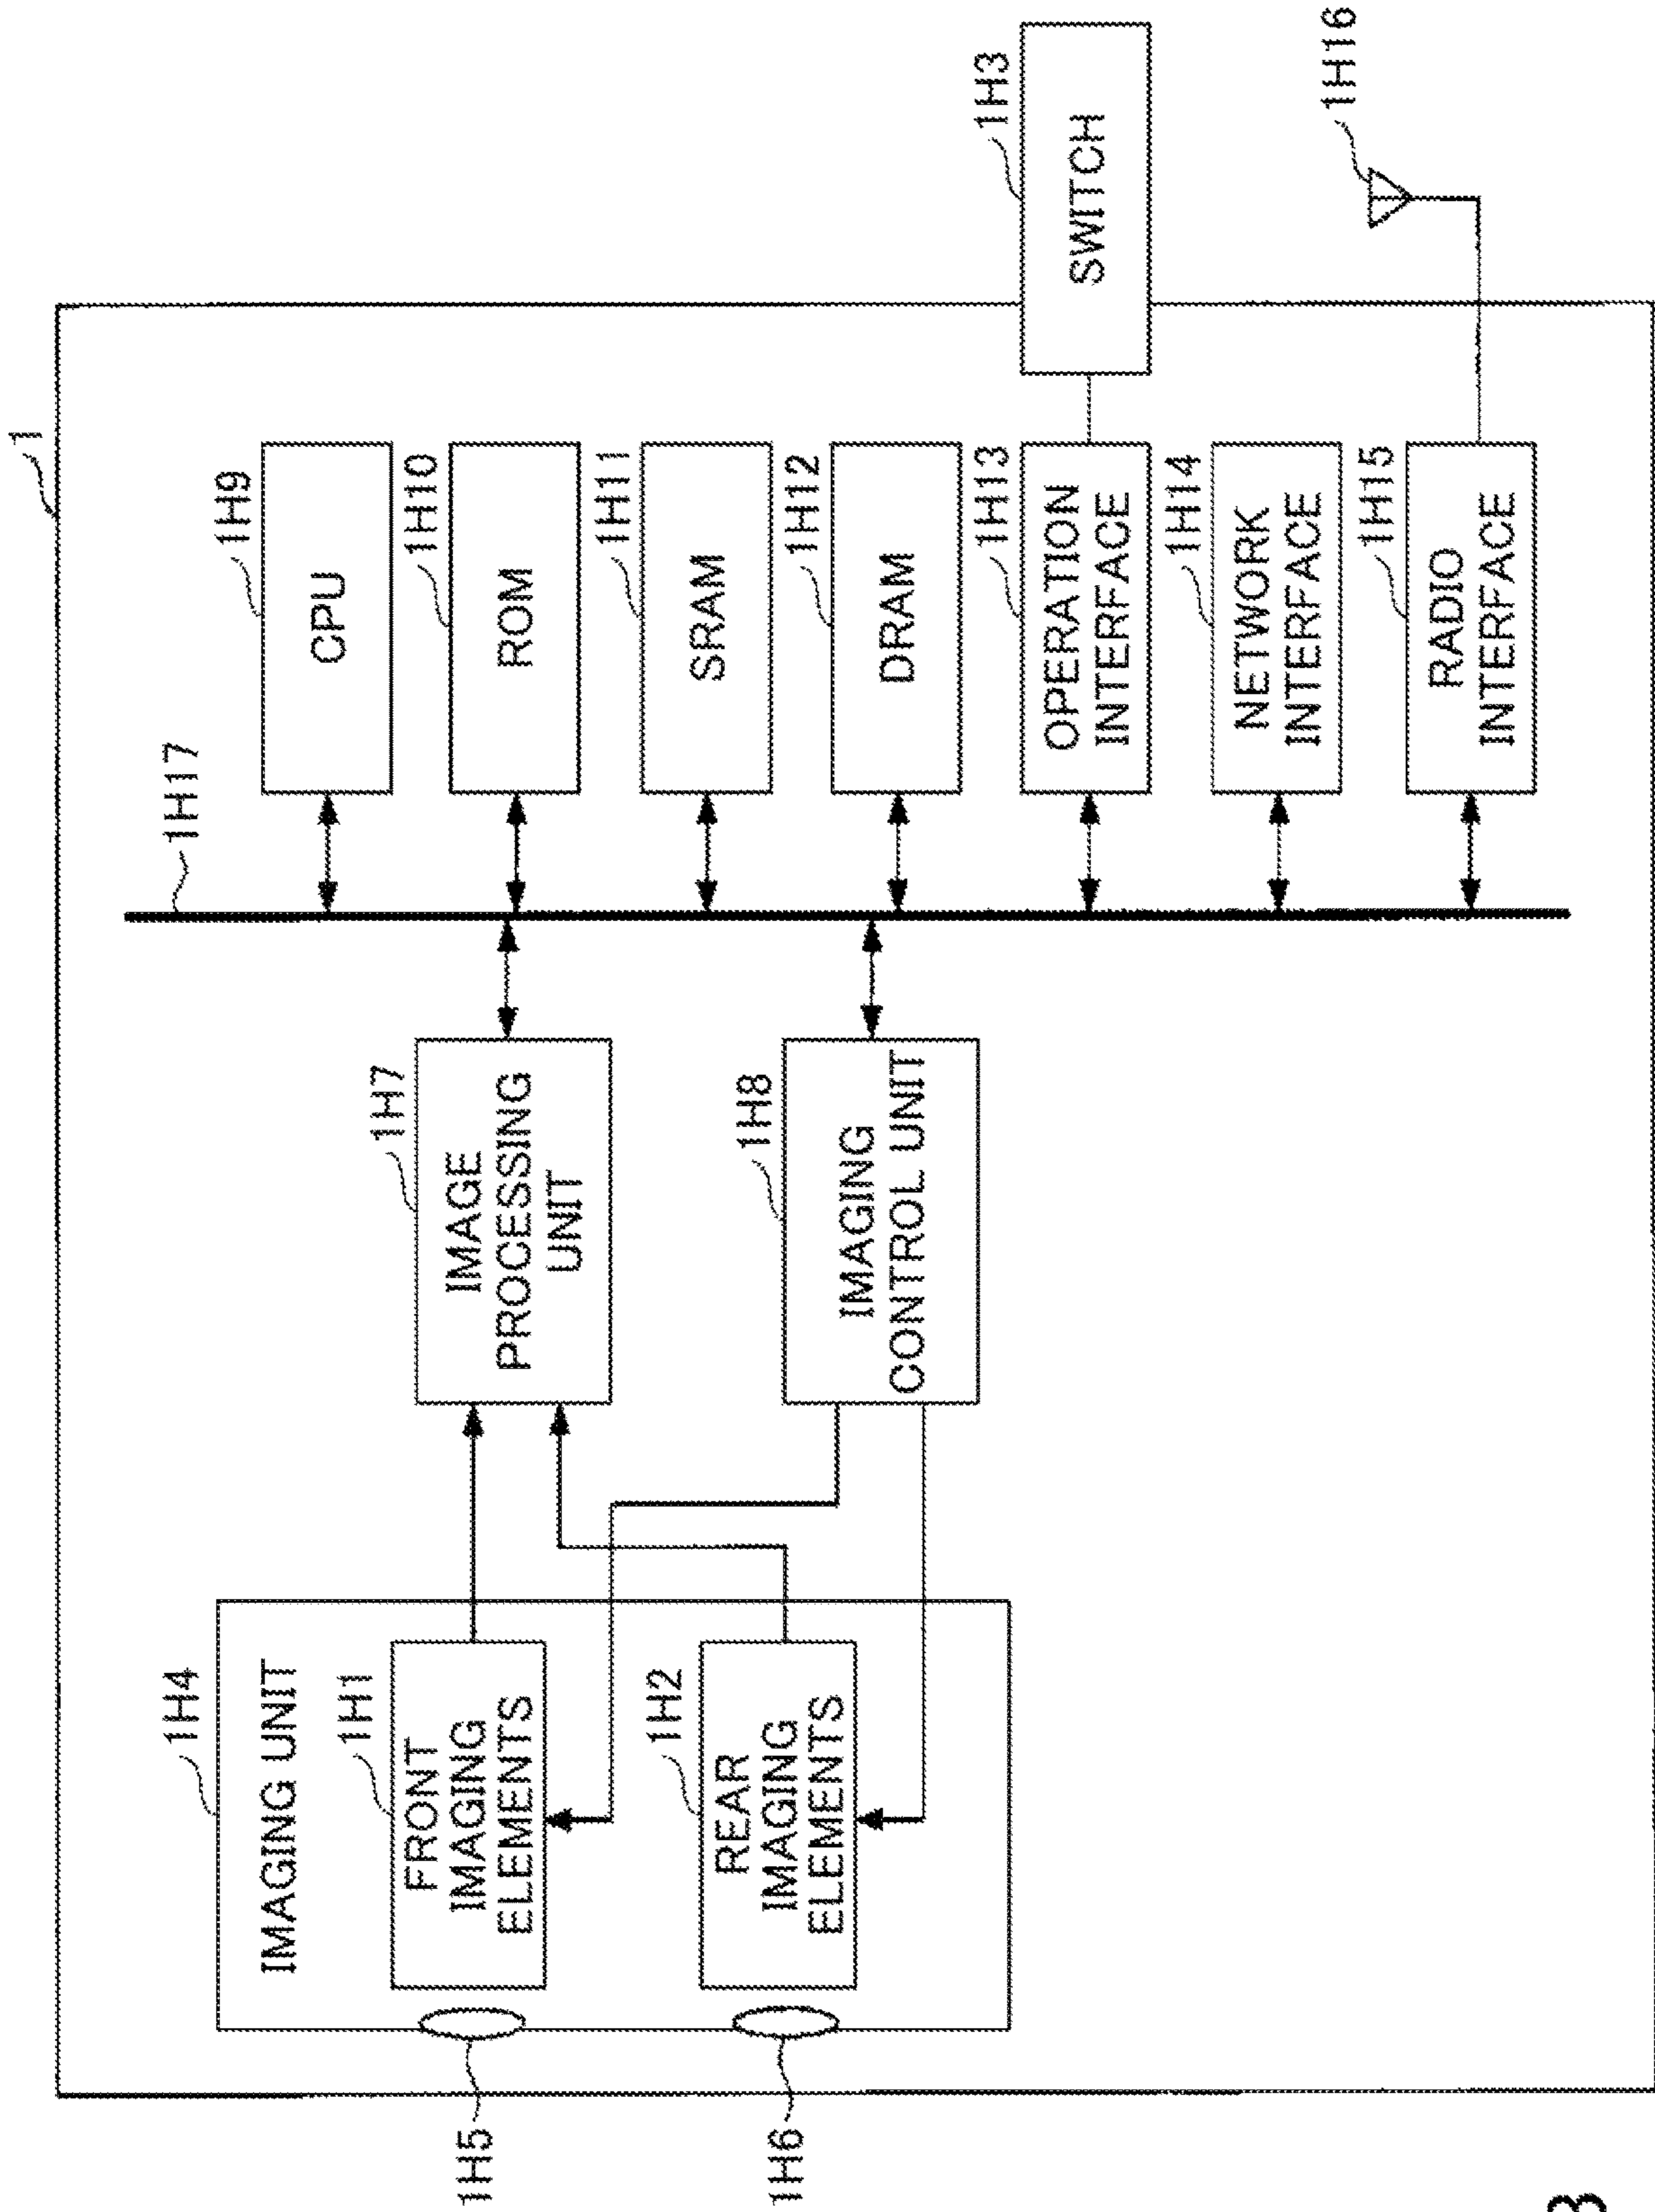 1
1H4
IMAGING UNIT
1H1
FRONT
IMAGING
ELEMENTS
1H2
REAR
IMAGING
ELEMENTS
1H5
1H6
1H7
IMAGE
PROCESSING
UNIT
1H8
IMAGING
CONTROL UNIT
1H17
1H9
CPU
1H10
ROM
1H11
SRAM
1H12
DRAM
1H13
OPERATION
INTERFACE
1H14
NETWORK
INTERFACE
1H15
RADIO
INTERFACE
1H3
SWITCH
1H16